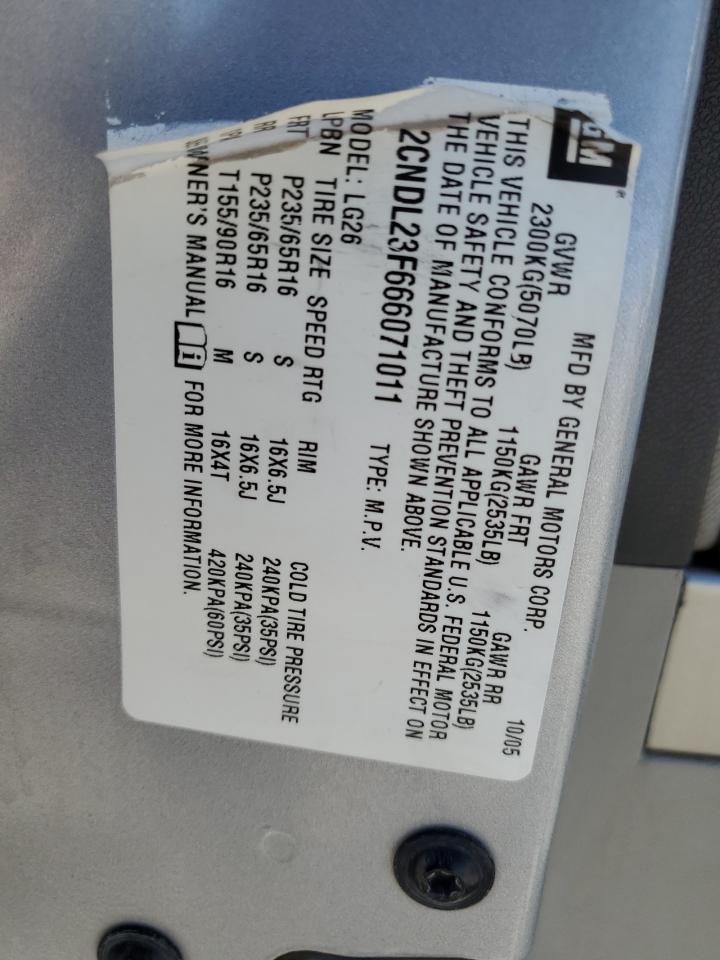 GM ®
MFD BY GENERAL MOTORS CORP. 10/05
GVWR GAWR FRT GAWR RR
2300KG(5070LB) 1150KG(2535LB) 1150KG(2535LB)
THIS VEHICLE CONFORMS TO ALL APPLICABLE U.S. FEDERAL MOTOR
VEHICLE SAFETY AND THEFT PREVENTION STANDARDS IN EFFECT ON
THE DATE OF MANUFACTURE SHOWN ABOVE.
2CNDL23F666071011 TYPE: M.P.V.
MODEL: LG26
LPBN TIRE SIZE SPEED RTG RIM COLD TIRE PRESSURE
FRT P235/65R16 S 16X6.5J 240KPA(35PSI)
RR P235/65R16 S 16X6.5J 240KPA(35PSI)
T155/90R16 M 16X4T 420KPA(60PSI)
OWNER'S MANUAL i FOR MORE INFORMATION.